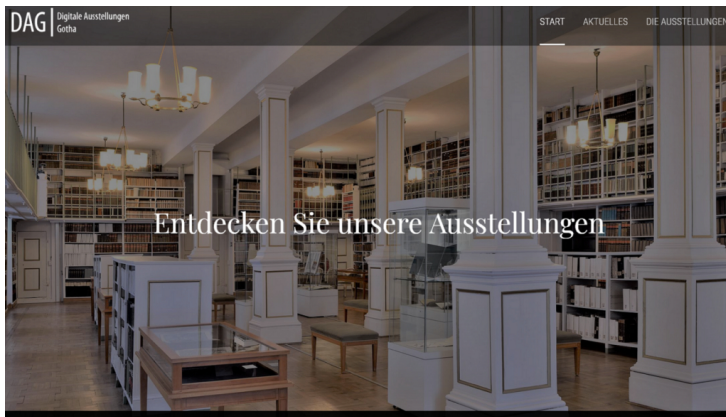 DAG
Digitale Ausstellungen
Gotha
START AKTUELLES DIE AUSSTELLUNGEN
Entdecken Sie unsere Ausstellungen